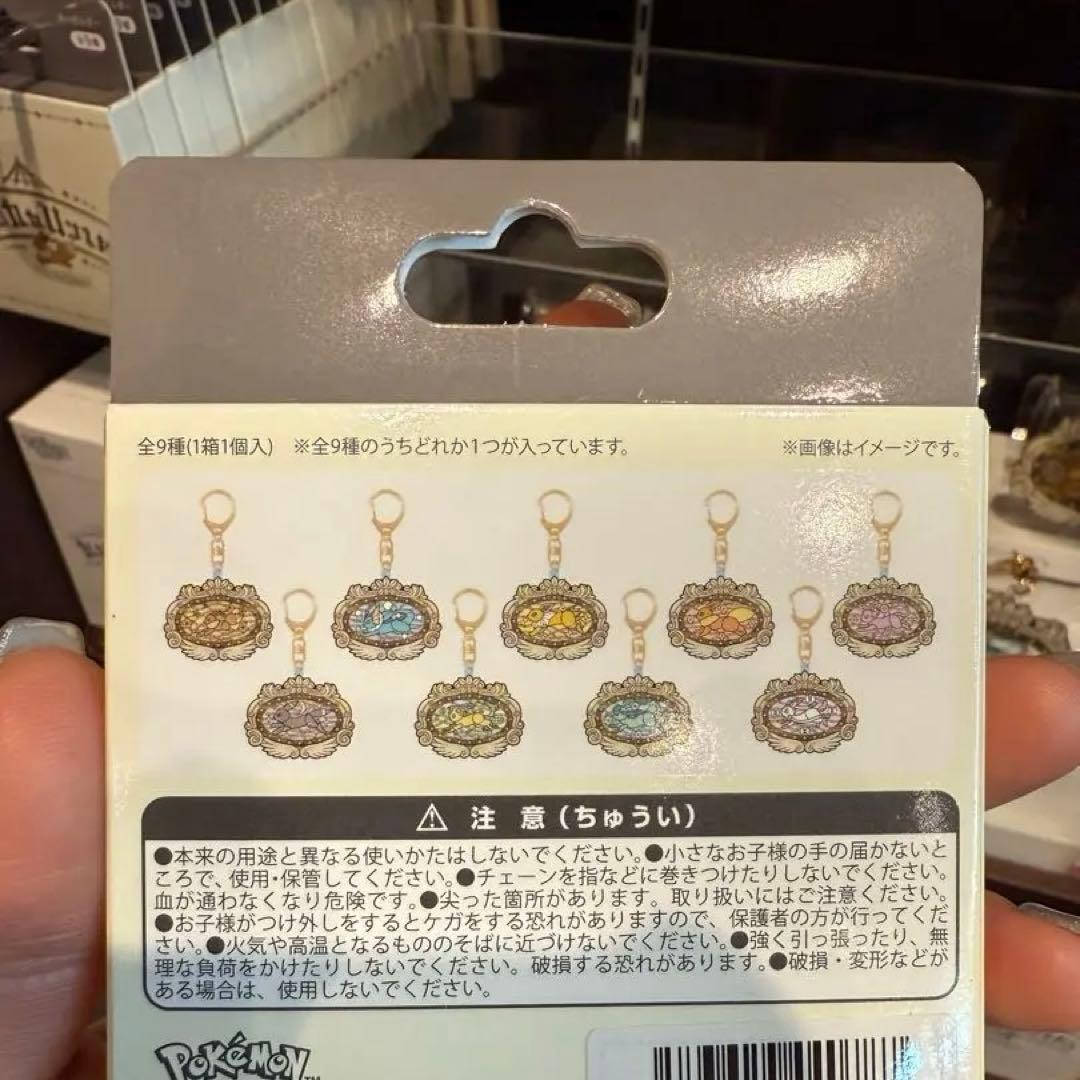 全9種(1箱1個入) ※全9種のうちどれか1つが入っています。 ※画像はイメージです。
⚠ 注意(ちゅうい)
●本来の用途と異なる使いかたはしないでください。●小さなお子様の手の届かないと
ころで、使用・保管してください。●チェーンを指などに巻きつけたりしないでください。
血が通わなくなり危険です。●尖った箇所があります。取り扱いにはご注意ください。
●お子様がつけ外しをするとケガをする恐れがありますので、保護者の方が行ってくだ
さい。●火気や高温となるもののそばに近づけないでください。●強く引っ張ったり、無
理な負荷をかけたりしないでください。破損する恐れがあります。●破損・変形などが
ある場合は、使用しないでください。
POKéMON TM